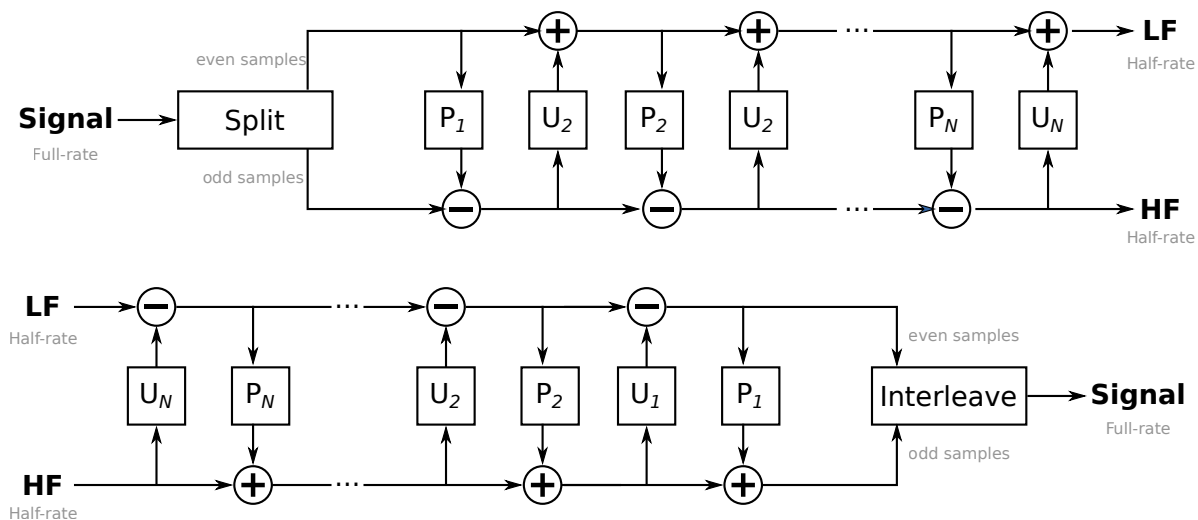 even samples
LF
Half-rate
Signal
Full-rate
Split
P1
U2
P2
U2
...
PN
UN
odd samples
HF
Half-rate
LF
Half-rate
...
even samples
UN
PN
U2
P2
U1
P1
Interleave
Signal
Full-rate
odd samples
HF
Half-rate
...
...